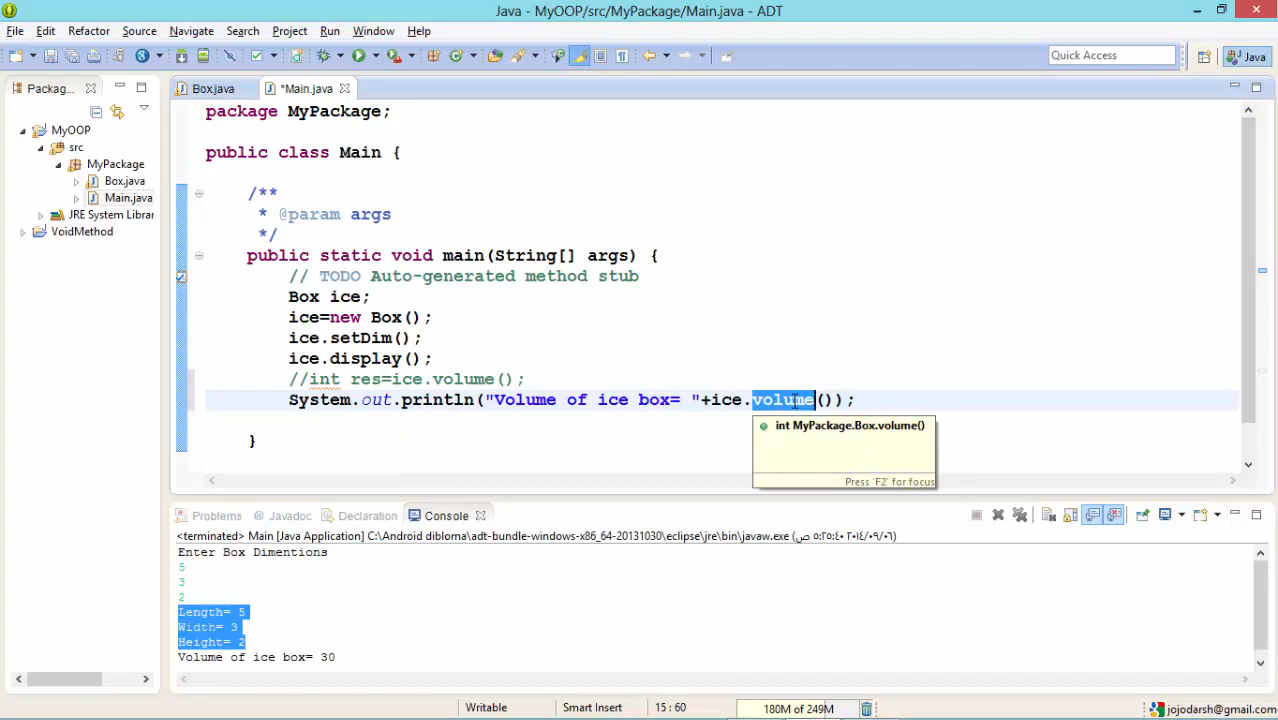 Java - MyOOP/src/MyPackage/Main.java - ADT
File Edit Refactor Source Navigate Search Project Run Window Help
Quick Access
Java
Packag...
Box.java
*Main.java
MyOOP
src
MyPackage
Box.java
Main.java
JRE System Librar
VoidMethod
package MyPackage;
public class Main {
/**
* @param args
*/
public static void main(String[] args) {
// TODO Auto-generated method stub
Box ice;
ice=new Box();
ice.setDim();
ice.display();
//int res=ice.volume();
System.out.println("Volume of ice box= "+ice.volume());
}
int MyPackage.Box.volume()
Press 'F2' for focus
Problems
Javadoc
Declaration
Console
<terminated> Main [Java Application] C:\Android dibloma\adt-bundle-windows-x86_64-20131030\eclipse\jre\bin\javaw.exe (٢٠١٤/٠٩/٠٦ ٥:٢٥:٤٠ ص)
Enter Box Dimentions
5
3
2
Length= 5
Width= 3
Height= 2
Volume of ice box= 30
Writable
Smart Insert
15 : 60
180M of 249M
jojodarsh@gmail.com